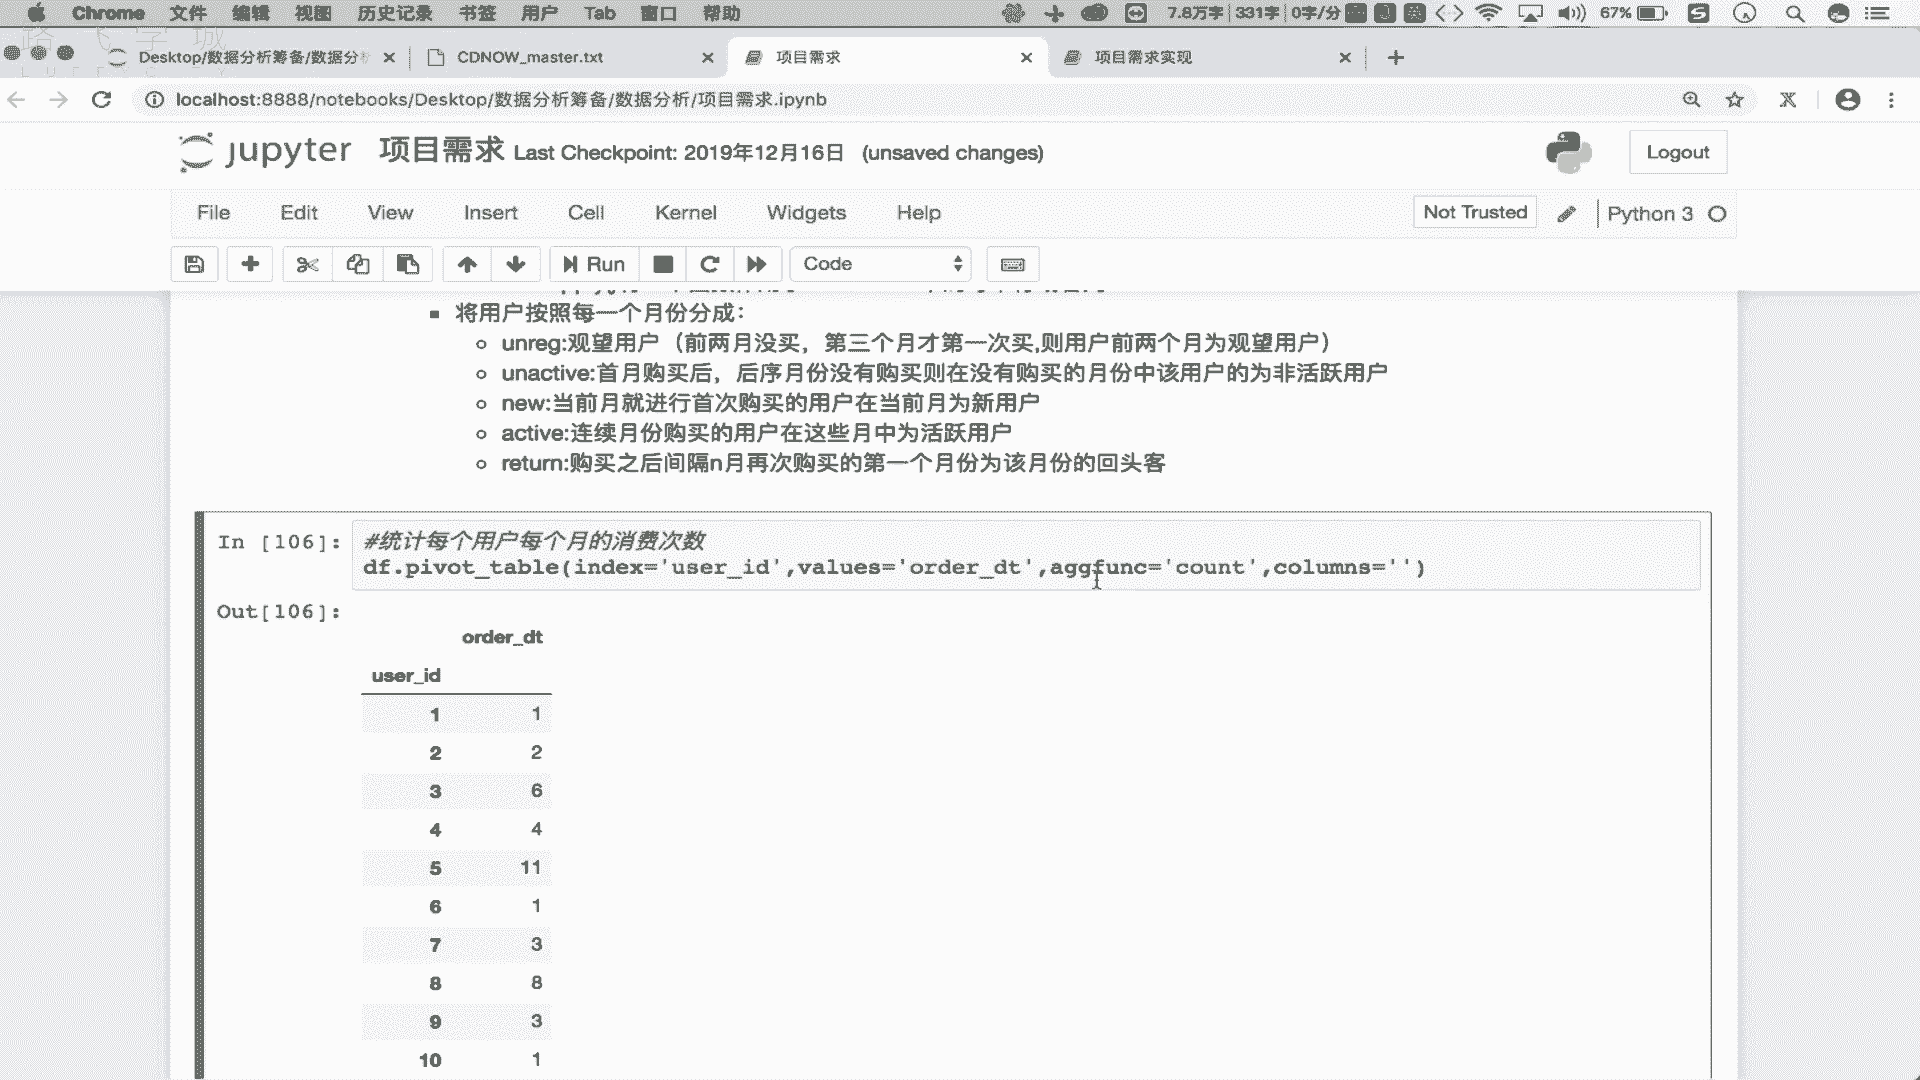 Chrome 文件 编辑 视图 历史记录 书签 用户 Tab 窗口 帮助 7.8万字 331字 0字/分 67%
Desktop/数据分析筹备/数据分 CDNOW_master.txt 项目需求 项目需求实现
localhost:8888/notebooks/Desktop/数据分析筹备/数据分析/项目需求.ipynb
jupyter 项目需求 Last Checkpoint: 2019年12月16日 (unsaved changes) Logout
File Edit View Insert Cell Kernel Widgets Help Not Trusted Python 3
Run Code
将用户按照每一个月份分成：
unreg:观望用户（前两月没买，第三个月才第一次买,则用户前两个月为观望用户）
unactive:首月购买后，后序月份没有购买则在没有购买的月份中该用户的为非活跃用户
new:当前月就进行首次购买的用户在当前月为新用户
active:连续月份购买的用户在这些月中为活跃用户
return:购买之后间隔n月再次购买的第一个月份为该月份的回头客
In [106]: #统计每个用户每个月的消费次数
df.pivot_table(index='user_id',values='order_dt',aggfunc='count',columns='')
Out[106]:
order_dt
user_id
1 1
2 2
3 6
4 4
5 11
6 1
7 3
8 8
9 3
10 1